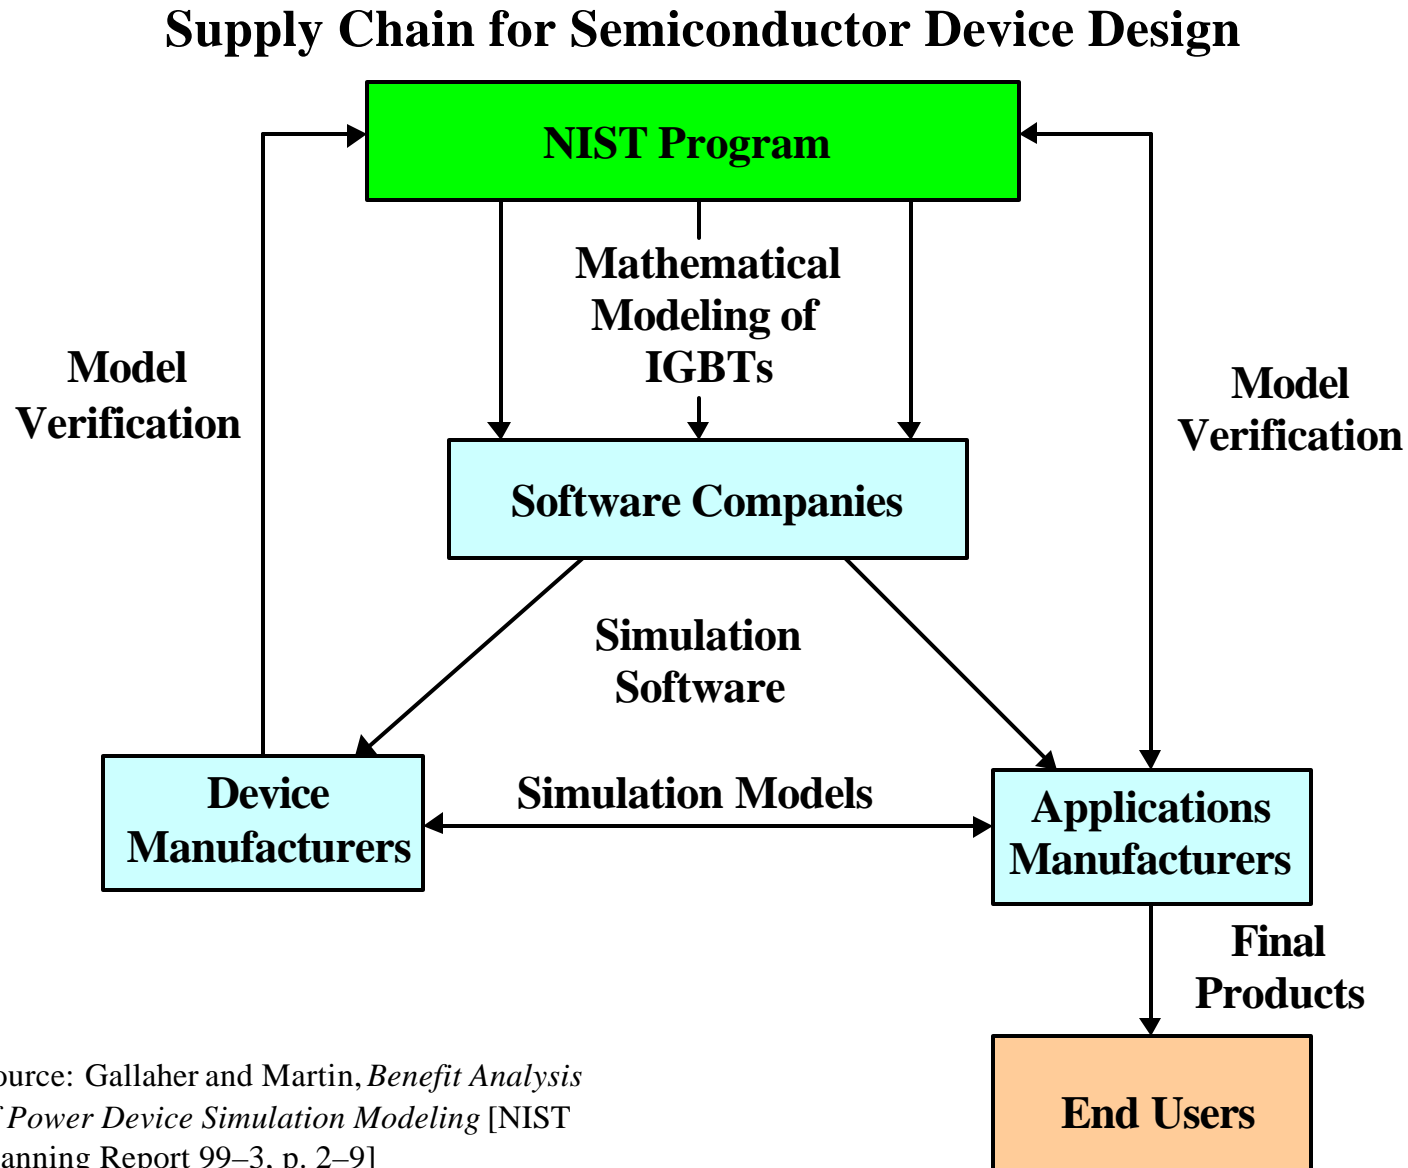 Supply Chain for Semiconductor Device Design
NIST Program
Mathematical
Modeling of
IGBTs
Model
Verification
Model
Verification
Software Companies
Simulation
Software
Device
Manufacturers
Simulation Models
Applications
Manufacturers
Final
Products
End Users
ource: Gallaher and Martin, Benefit Analysis
f Power Device Simulation Modeling [NIST
anning Report 99–3, p. 2–9]